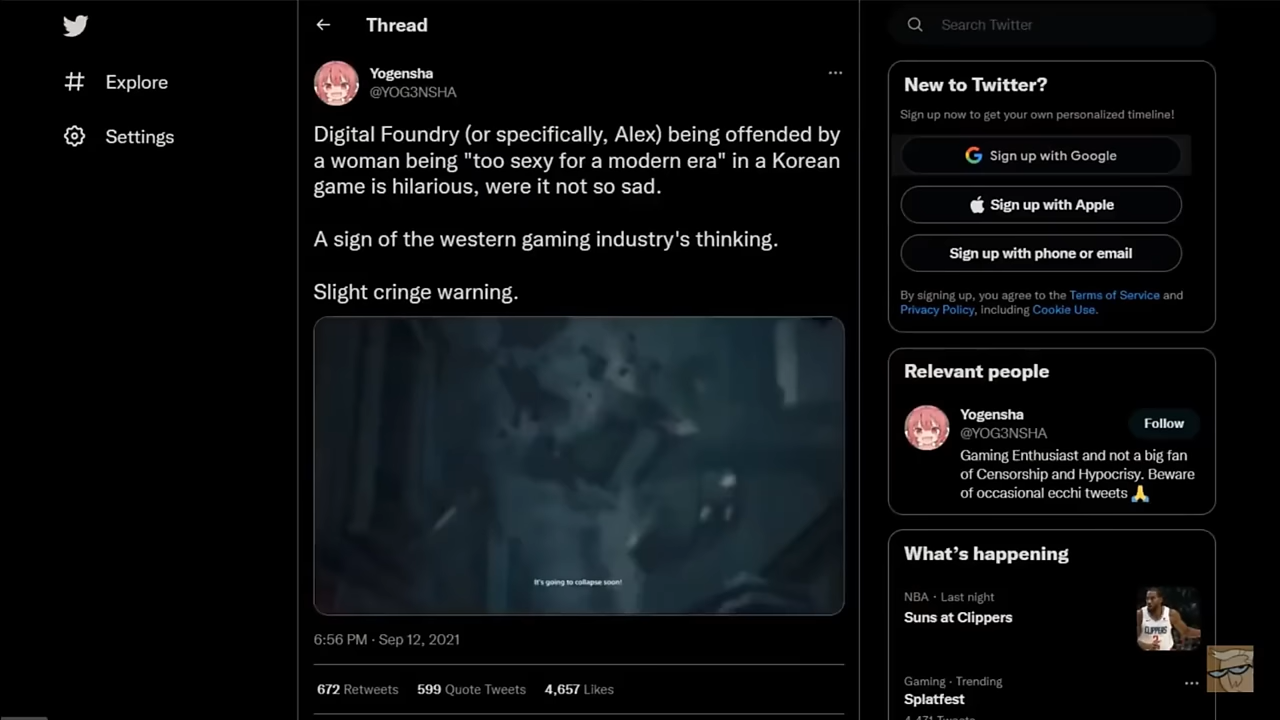 Explore
Settings
Thread
Yogensha
@YOG3NSHA
Digital Foundry (or specifically, Alex) being offended by
a woman being "too sexy for a modern era" in a Korean
game is hilarious, were it not so sad.
A sign of the western gaming industry's thinking.
Slight cringe warning.
It's going to collapse soon!
6:56 PM · Sep 12, 2021
672 Retweets 599 Quote Tweets 4,657 Likes
Search Twitter
New to Twitter?
Sign up now to get your own personalized timeline!
Sign up with Google
Sign up with Apple
Sign up with phone or email
By signing up, you agree to the Terms of Service and
Privacy Policy, including Cookie Use.
Relevant people
Yogensha
@YOG3NSHA
Follow
Gaming Enthusiast and not a big fan
of Censorship and Hypocrisy. Beware
of occasional ecchi tweets 🙏
What's happening
NBA · Last night
Suns at Clippers
CLIPPERS
2
Gaming · Trending
Splatfest
4,471 Tweets